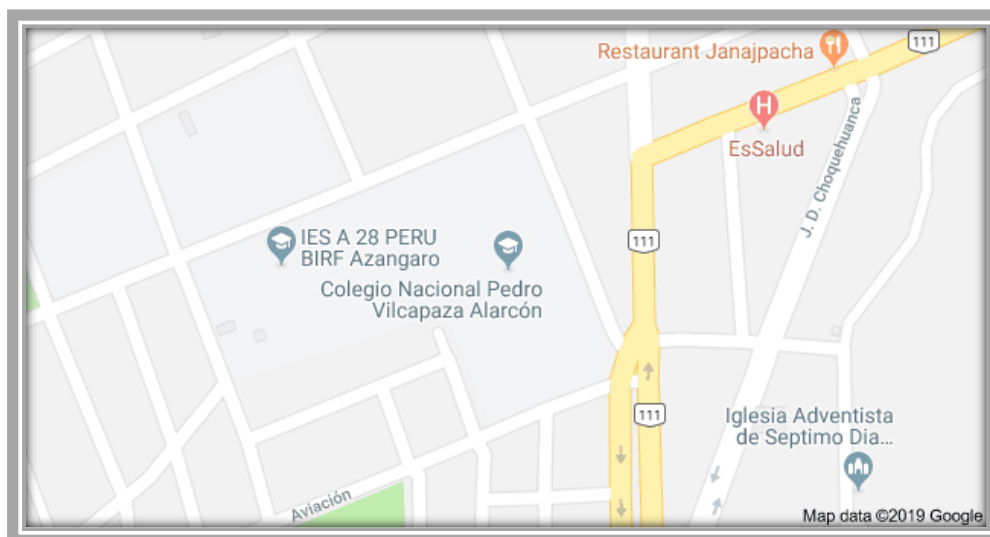 111
Restaurant Janajpacha
EsSalud
J. D. Choquehuanca
IES A 28 PERU
BIRF Azangaro
111
Colegio Nacional Pedro
Vilcapaza Alarcón
111
Iglesia Adventista
de Septimo Dia...
Aviación
Map data ©2019 Google